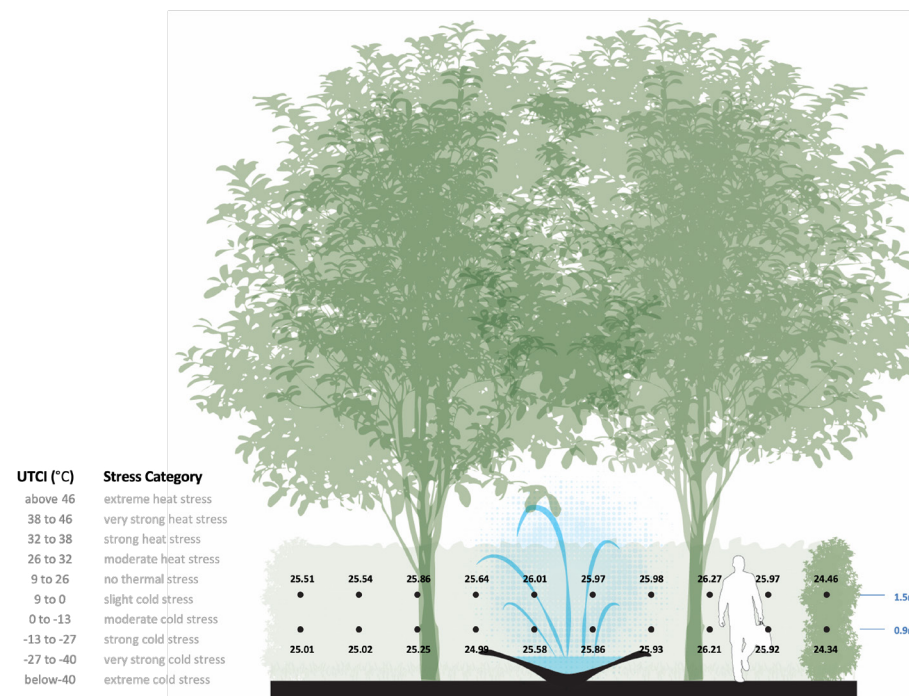 UTCI (°C) Stress Category
above 46 extreme heat stress
38 to 46 very strong heat stress
32 to 38 strong heat stress
26 to 32 moderate heat stress
9 to 26 no thermal stress
9 to 0 slight cold stress
0 to -13 moderate cold stress
-13 to -27 strong cold stress
-27 to -40 very strong cold stress
below-40 extreme cold stress
25.51 25.54 25.86 25.64 26.01 25.97 25.98 26.27 25.97 24.46
1.5
0.9
25.01 25.02 25.25 24.99 25.58 25.86 25.93 26.21 25.92 24.34